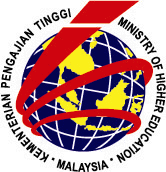 KEMENTERIAN PENGAJIAN TINGGI
MINISTRY OF HIGHER EDUCATION
• MALAYSIA •